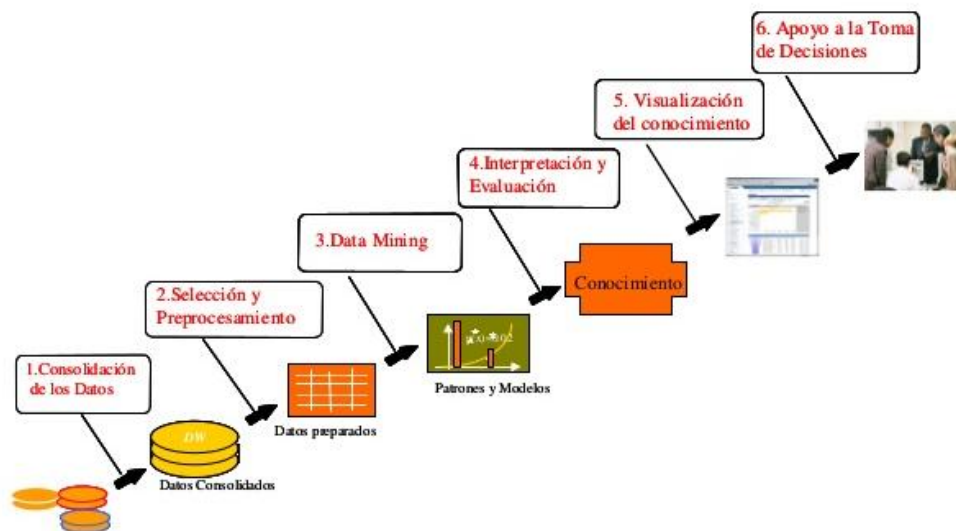 6. Apoyo a la Toma
de Decisiones
5. Visualización
del conocimiento
4.Interpretación y
Evaluación
3.Data Mining
Conocimiento
2.Selección y
Preprocesamiento
Patrones y Modelos
1.Consolidación
de los Datos
Datos preparados
DW
Datos Consolidados